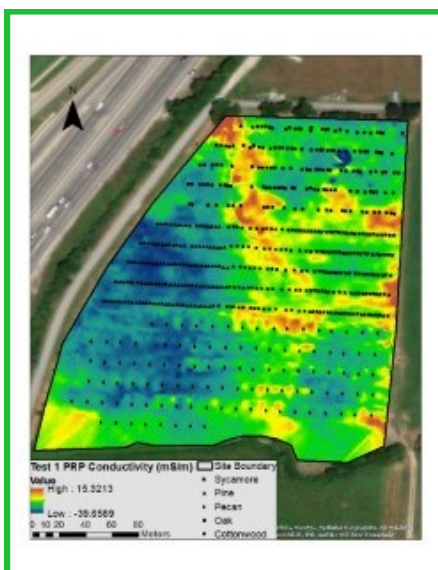 N
Test 1 PRP Conductivity (mS/m)
Value
High : 15.3213
Low : -39.6589
0 10 20 40 60 80
Meters
Site Boundary
Sycamore
Pine
Pecan
Oak
Cottonwood